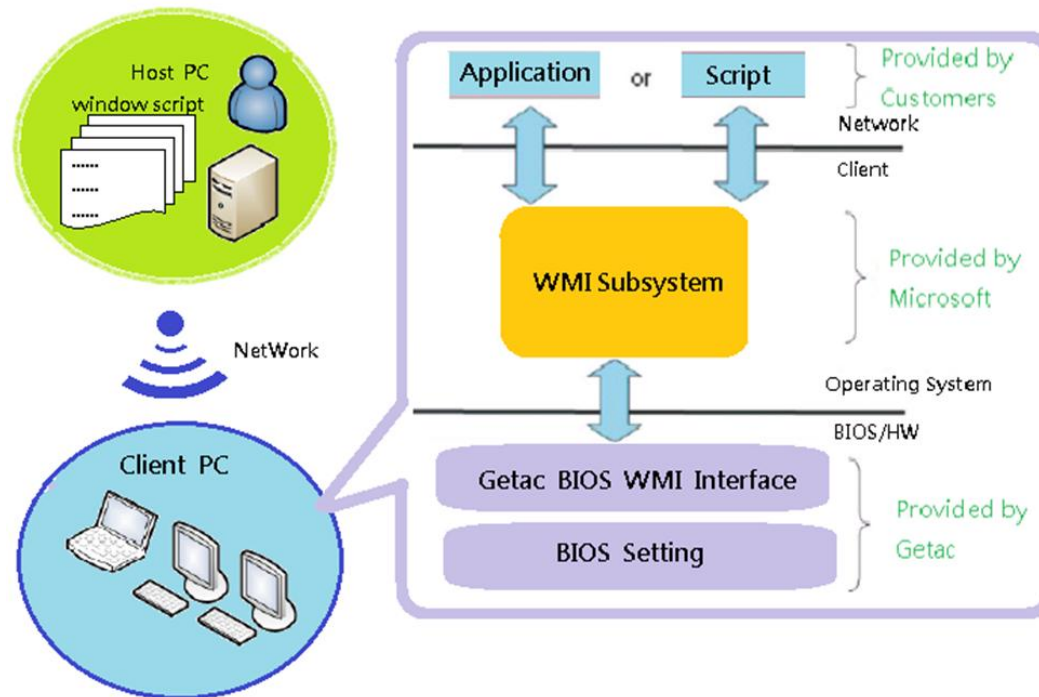 Host PC
window script
......
......
......
NetWork
Client PC
Application
or
Script
Provided by
Customers
Network
Client
WMI Subsystem
Provided by
Microsoft
Operating System
BIOS/HW
Getac BIOS WMI Interface
BIOS Setting
Provided by
Getac